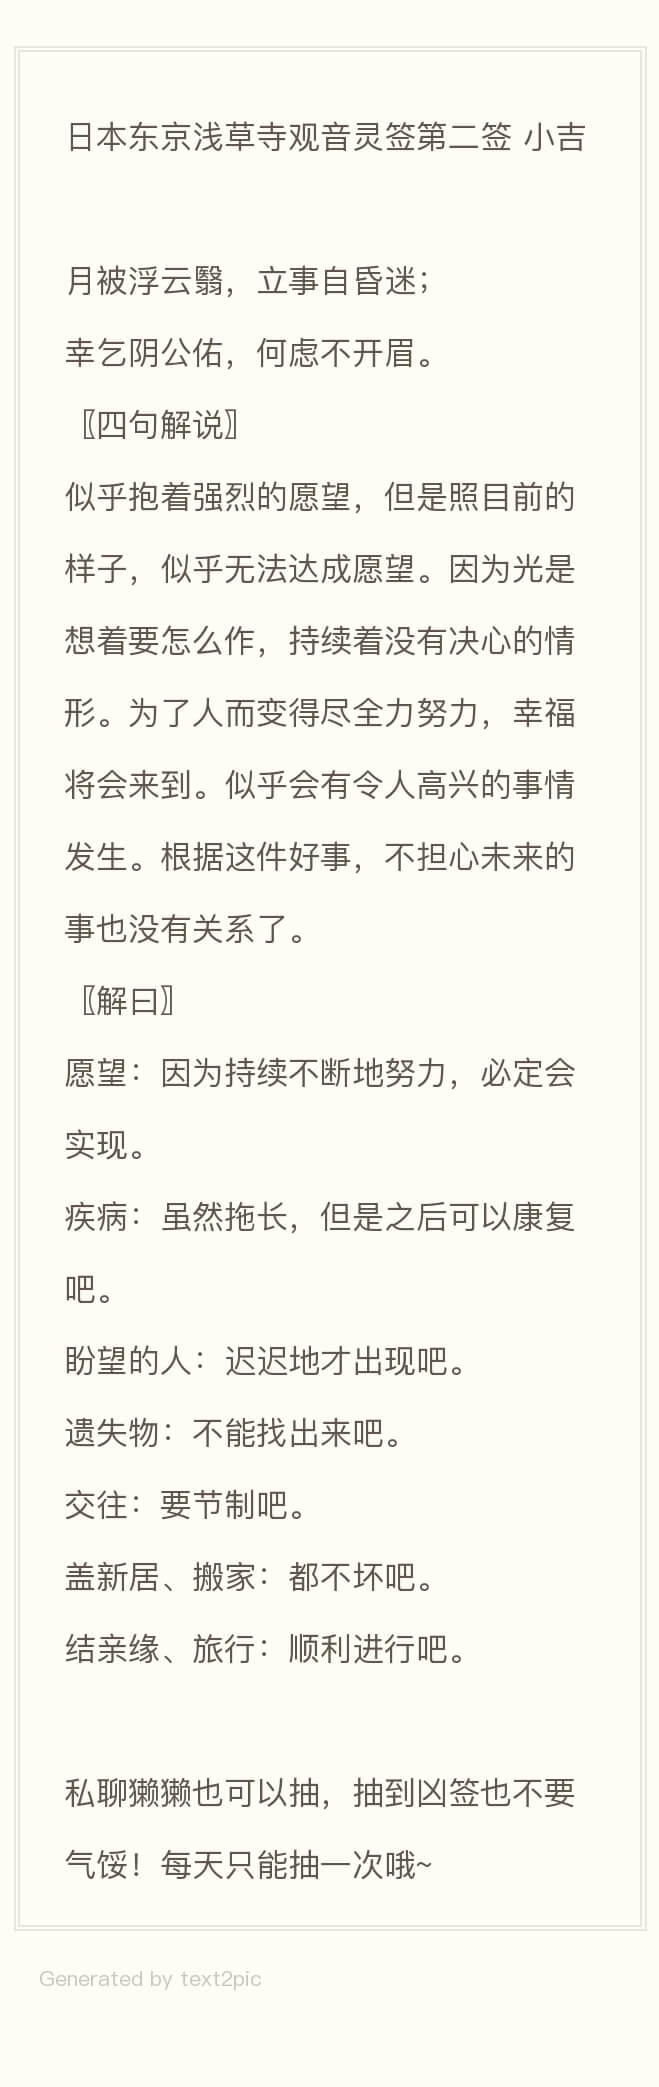 日本东京浅草寺观音灵签第二签 小吉
月被浮云翳，立事自昏迷；
幸乞阴公佑，何虑不开眉。
〖四句解说〗
似乎抱着强烈的愿望，但是照目前的
样子，似乎无法达成愿望。因为光是
想着要怎么作，持续着没有决心的情
形。为了人而变得尽全力努力，幸福
将会来到。似乎会有令人高兴的事情
发生。根据这件好事，不担心未来的
事也没有关系了。
〖解曰〗
愿望：因为持续不断地努力，必定会
实现。
疾病：虽然拖长，但是之后可以康复
吧。
盼望的人：迟迟地才出现吧。
遗失物：不能找出来吧。
交往：要节制吧。
盖新居、搬家：都不坏吧。
结亲缘、旅行：顺利进行吧。
私聊獭獭也可以抽，抽到凶签也不要
气馁！每天只能抽一次哦~
Generated by text2pic